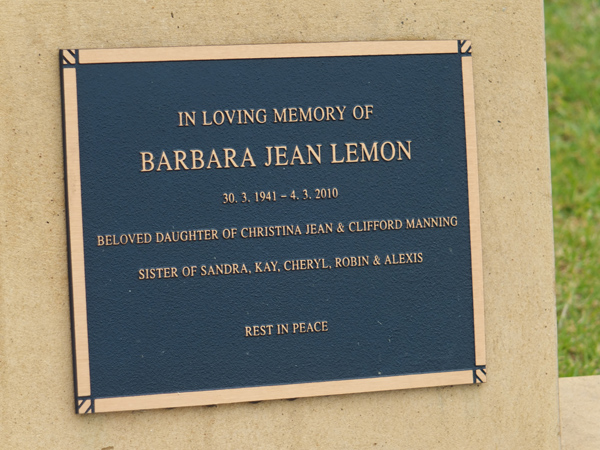 IN LOVING MEMORY OF
BARBARA JEAN LEMON
30. 3. 1941 – 4. 3. 2010
BELOVED DAUGHTER OF CHRISTINA JEAN & CLIFFORD MANNING
SISTER OF SANDRA, KAY, CHERYL, ROBIN & ALEXIS
REST IN PEACE